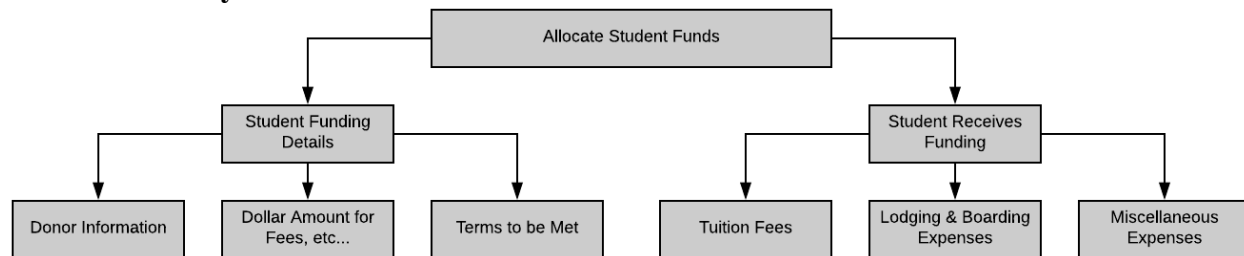 Allocate Student Funds
Student Funding
Details
Student Receives
Funding
Donor Information
Dollar Amount for
Fees, etc...
Terms to be Met
Tuition Fees
Lodging & Boarding
Expenses
Miscellaneous
Expenses